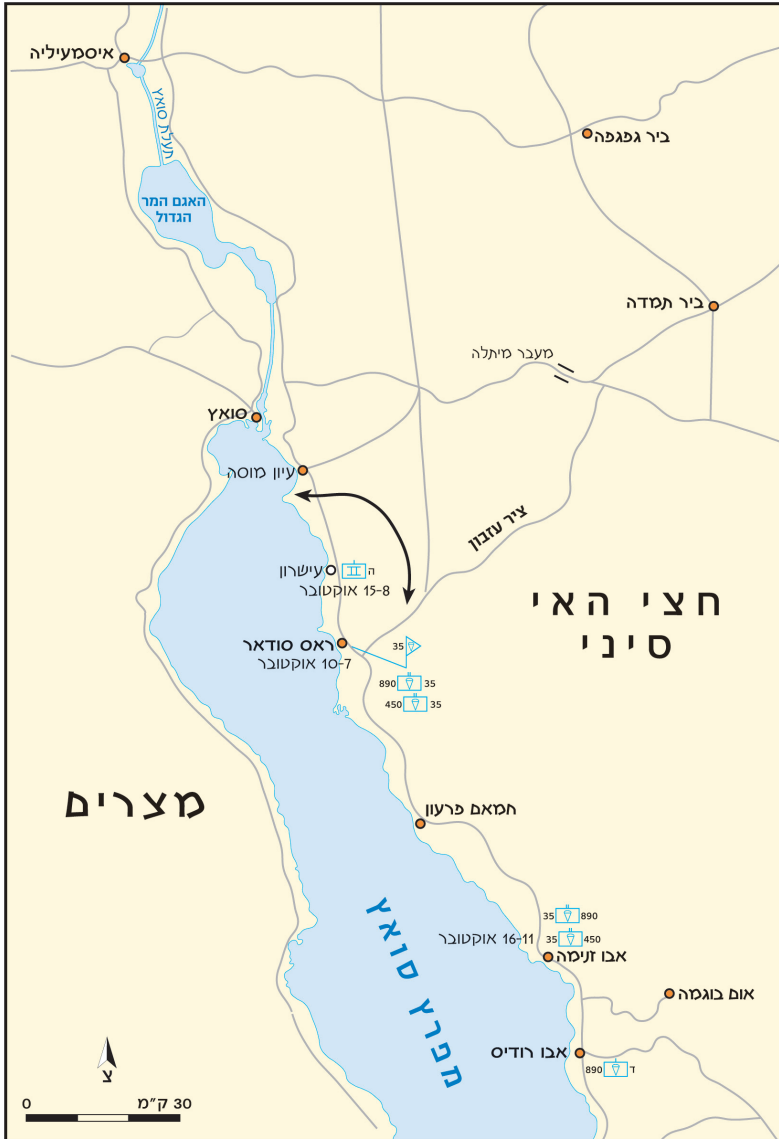 איסמעיליה
תעלת סואץ
ביר גפגפה
האגם המר
הגדול
ביר תמדה
מעבר מיתלה
סואץ
עיון מוסה
ציר עזבון
עישרון
ה
8-15 אוקטובר
חצי האי
סיני
ראס סודאר
7-10 אוקטובר
35
890 35
450 35
מצרים
חמאם פרעון
מפרץ סואץ
35 890
35 450
11-16 אוקטובר
אבו זנימה
אום בוגמה
אבו רודיס
890 ד
צ
0 30 ק"מ